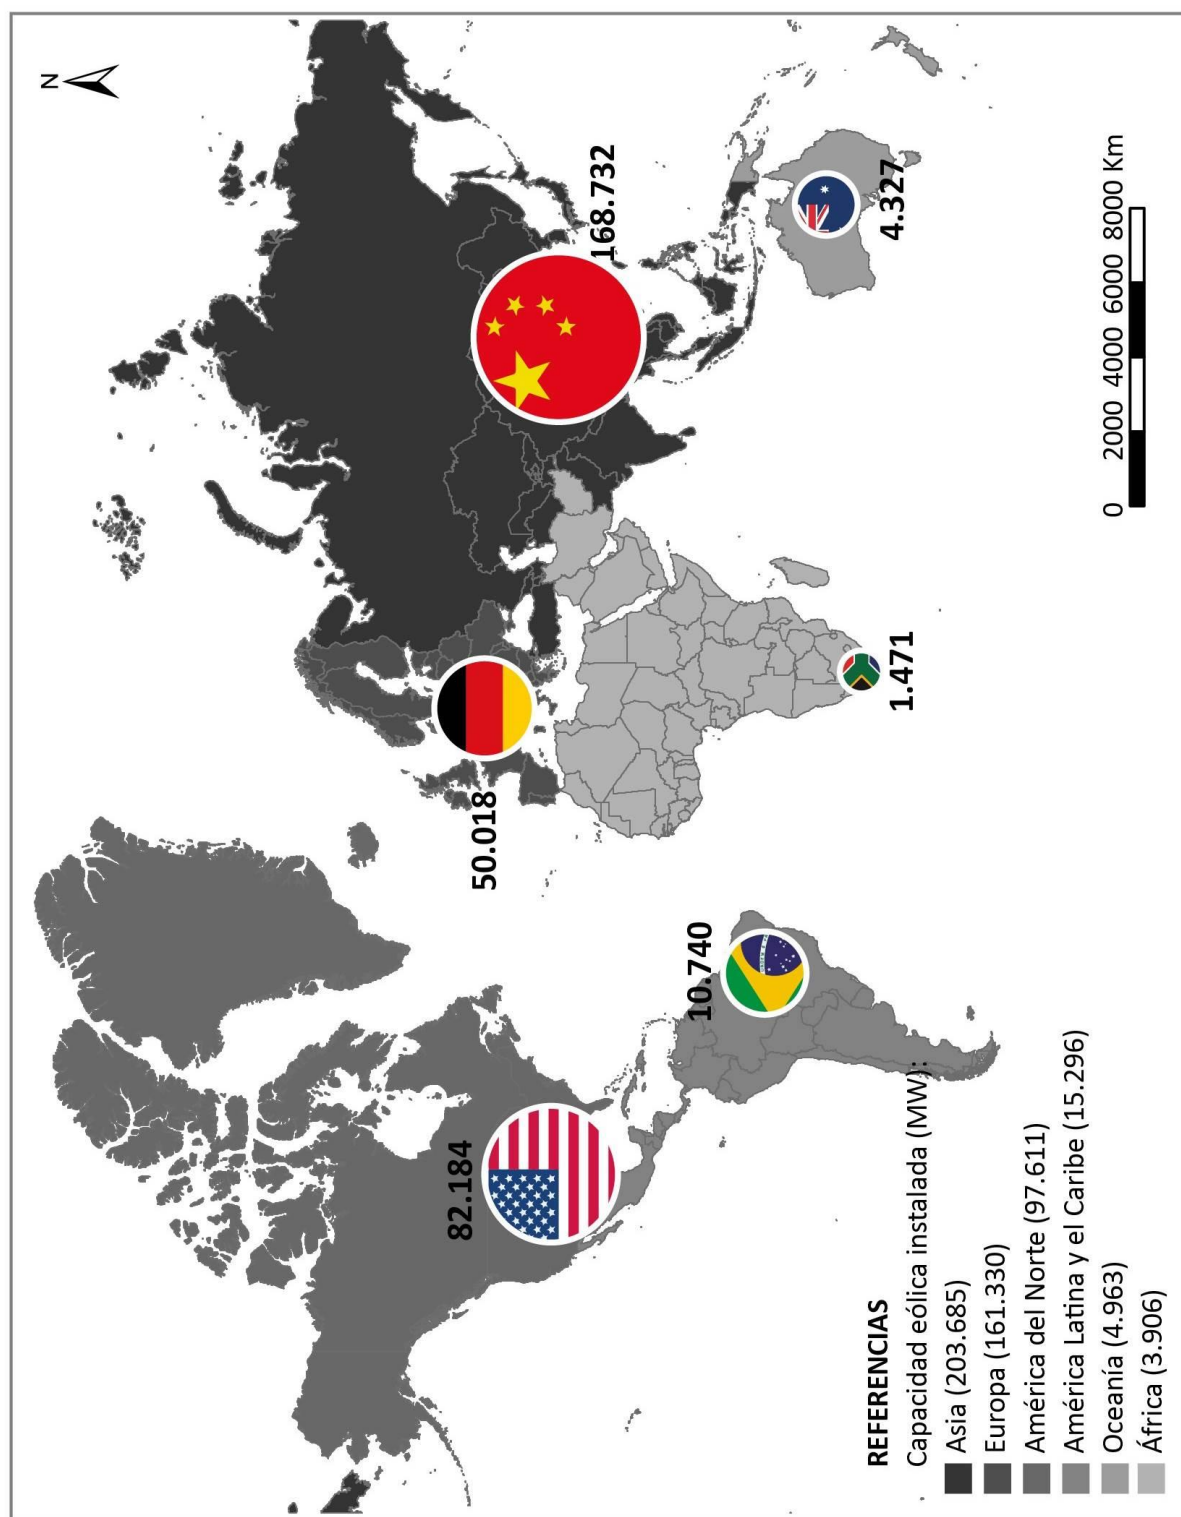 N
82.184
50.018
168.732
10.740
1.471
4.327
REFERENCIAS
Capacidad eólica instalada (MW):
Asia (203.685)
Europa (161.330)
América del Norte (97.611)
América Latina y el Caribe (15.296)
Oceanía (4.963)
África (3.906)
0 2000 4000 6000 8000 Km